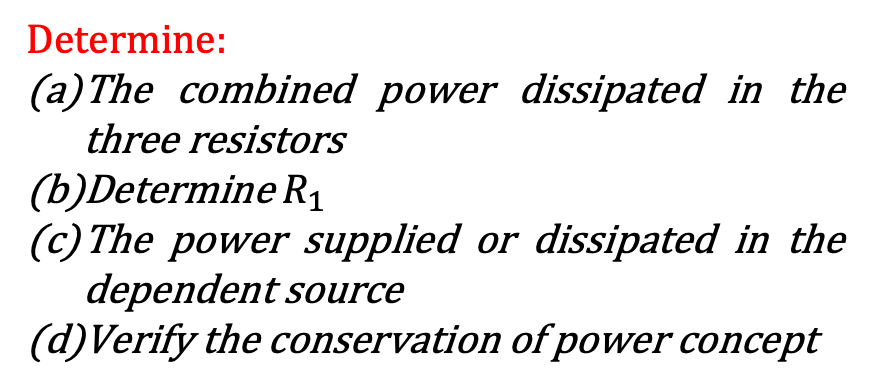 Determine:
(a) The combined power dissipated in the
three resistors
(b) Determine R₁
(c) The power supplied or dissipated in the
dependent source
(d) Verify the conservation of power concept